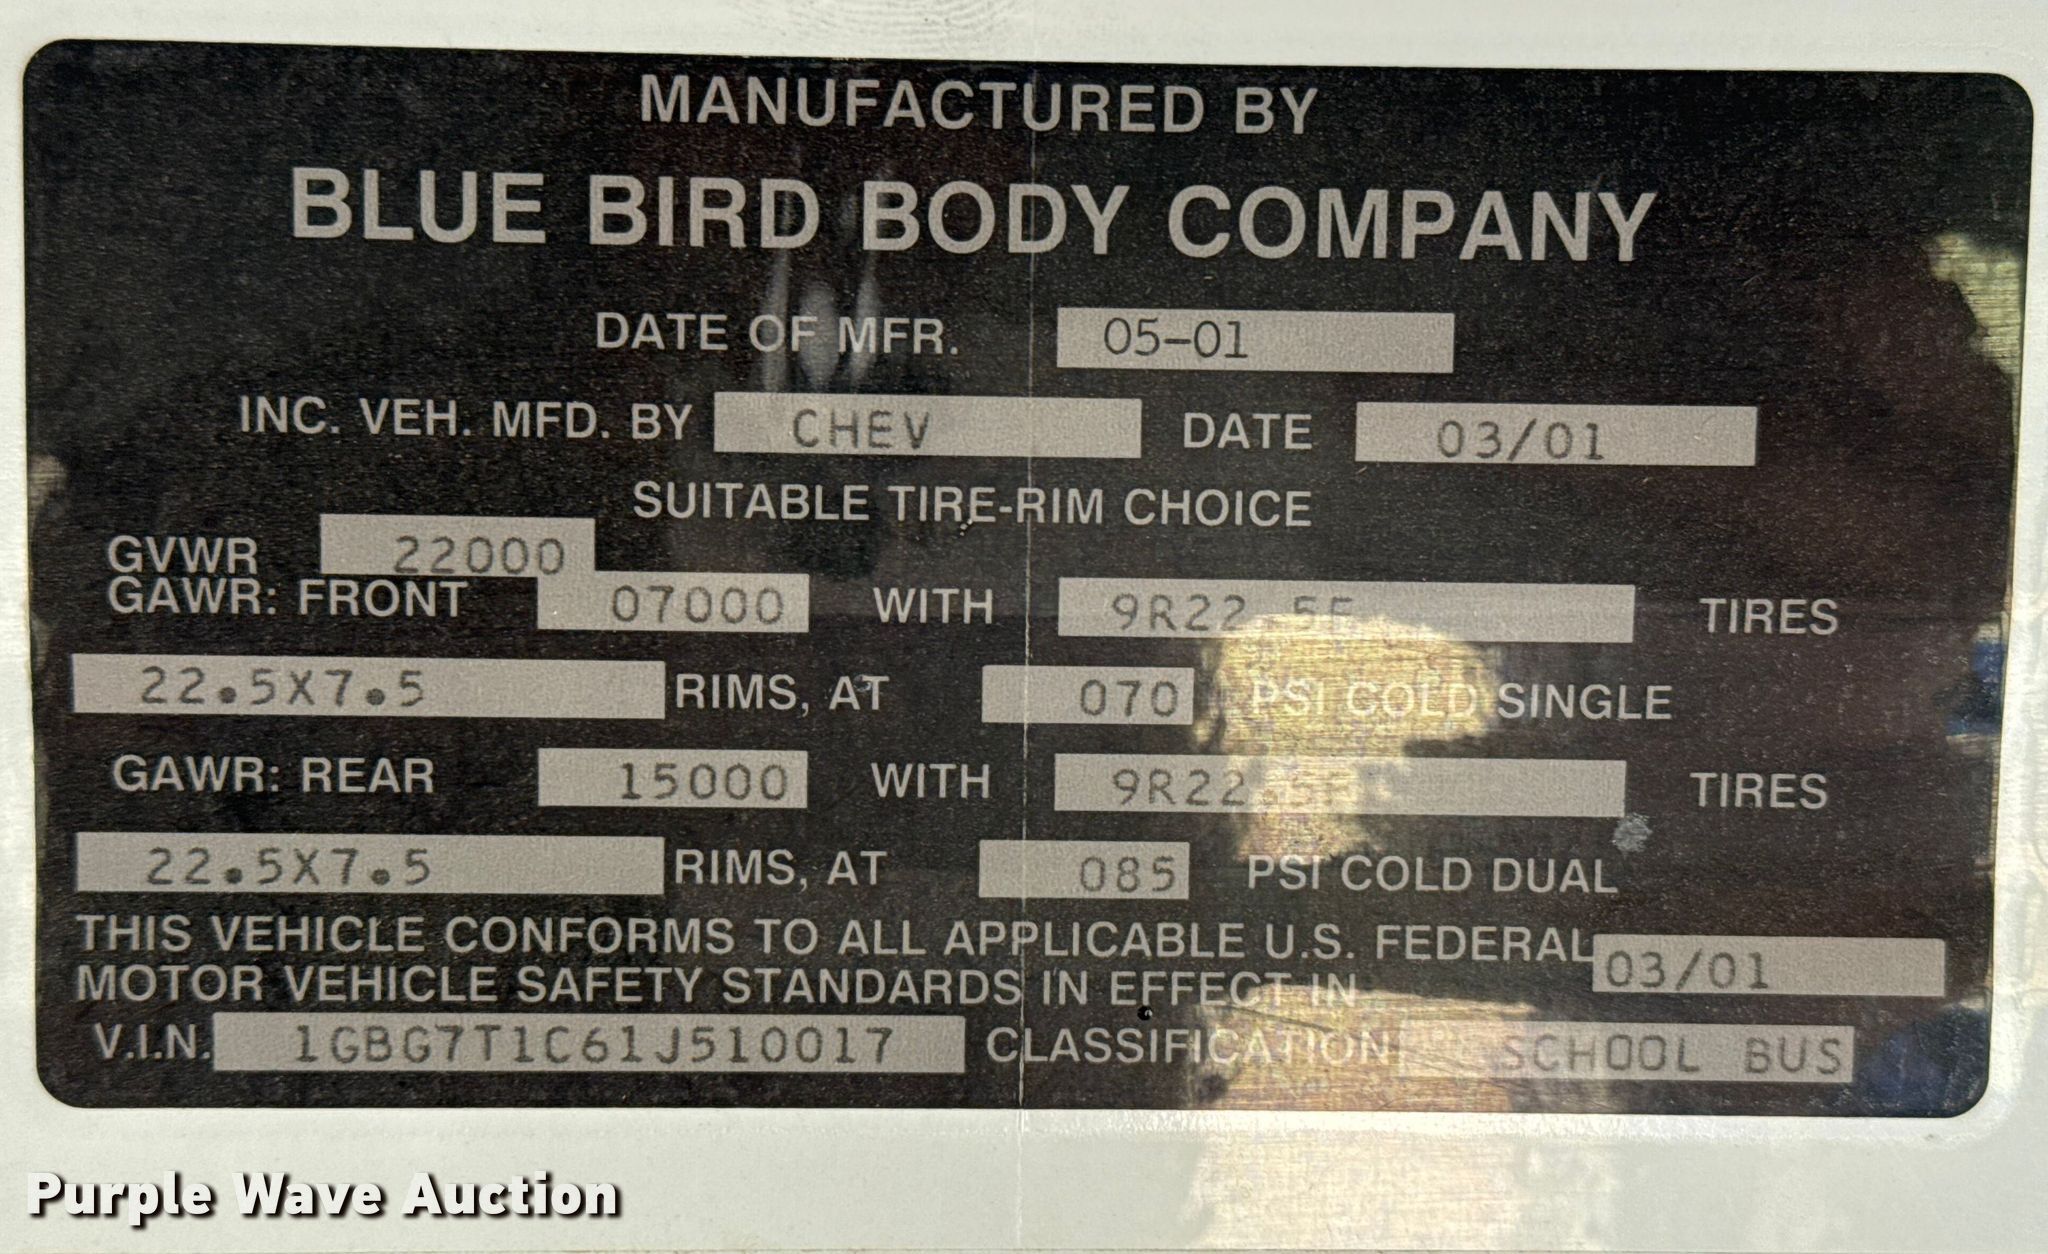 MANUFACTURED BY
BLUE BIRD BODY COMPANY
DATE OF MFR. 05-01
INC. VEH. MFD. BY CHEV DATE 03/01
SUITABLE TIRE-RIM CHOICE
GVWR 22000
GAWR: FRONT 07000 WITH 9R22.5F TIRES
22.5X7.5 RIMS, AT 070 PSI COLD SINGLE
GAWR: REAR 15000 WITH 9R22.5F TIRES
22.5X7.5 RIMS, AT 085 PSI COLD DUAL
THIS VEHICLE CONFORMS TO ALL APPLICABLE U.S. FEDERAL
MOTOR VEHICLE SAFETY STANDARDS IN EFFECT IN 03/01
V.I.N. 1GBG7T1C61J510017 CLASSIFICATION SCHOOL BUS
Purple Wave Auction